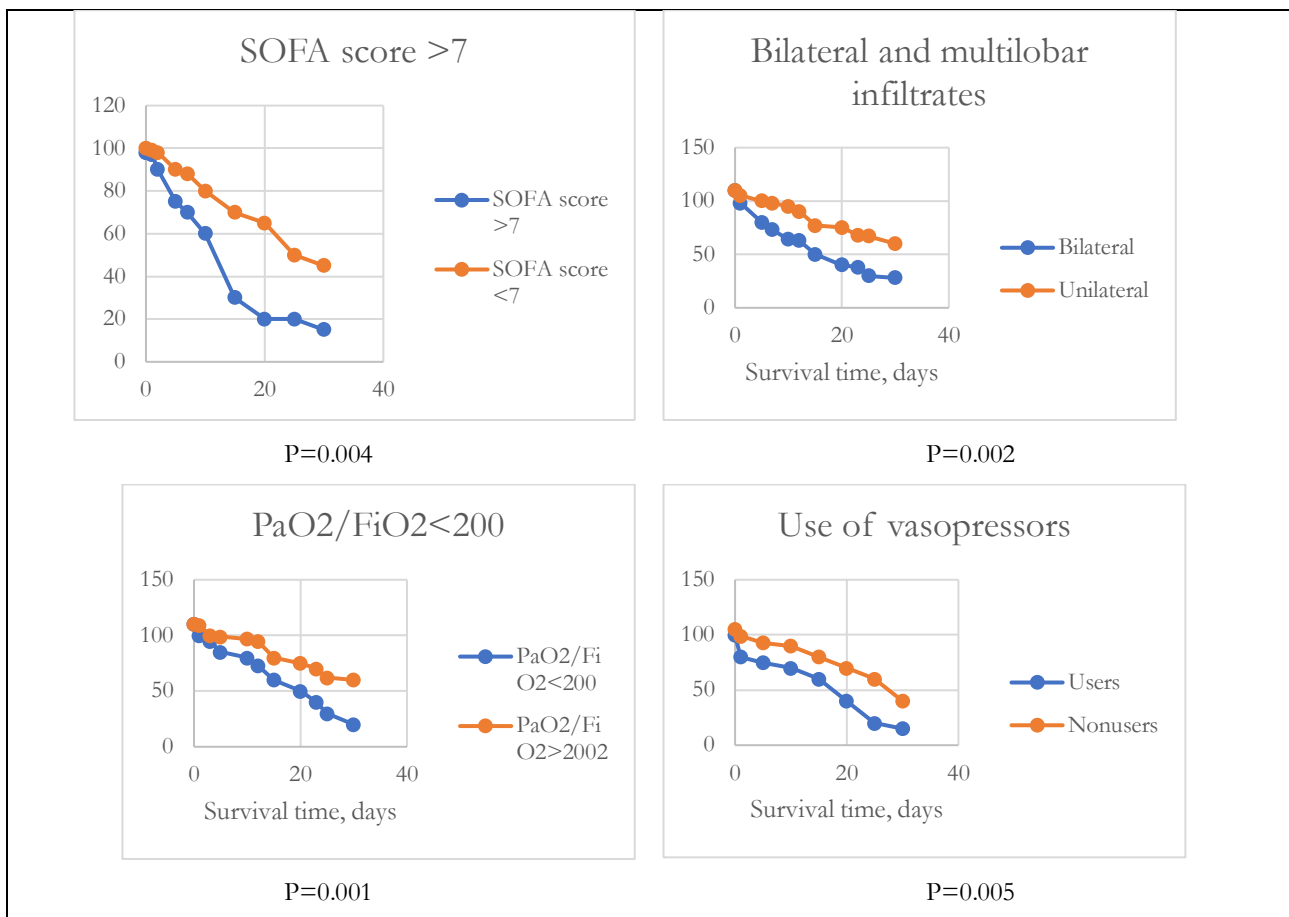 SOFA score >7
120
100
80
60
40
20
0
0 20 40
SOFA score
>7
SOFA score
<7
P=0.004
Bilateral and multilobar
infiltrates
150
100
50
0
0 20 40
Survival time, days
Bilateral
Unilateral
P=0.002
PaO2/FiO2<200
150
100
50
0
0 20 40
Survival time, days
PaO2/Fi
O2<200
PaO2/Fi
O2>2002
P=0.001
Use of vasopressors
150
100
50
0
0 20 40
Survival time, days
Users
Nonusers
P=0.005